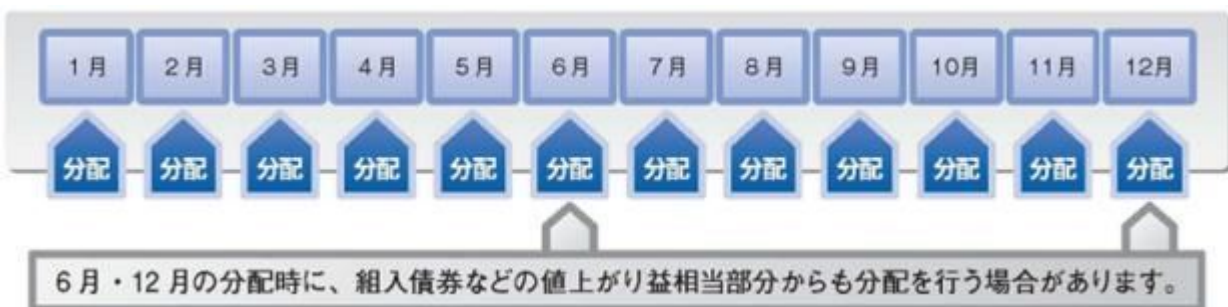 1月 2月 3月 4月 5月 6月 7月 8月 9月 10月 11月 12月
分配 分配 分配 分配 分配 分配 分配 分配 分配 分配 分配 分配
6月・12月の分配時に、組入債券などの値上がり益相当部分からも分配を行う場合があります。